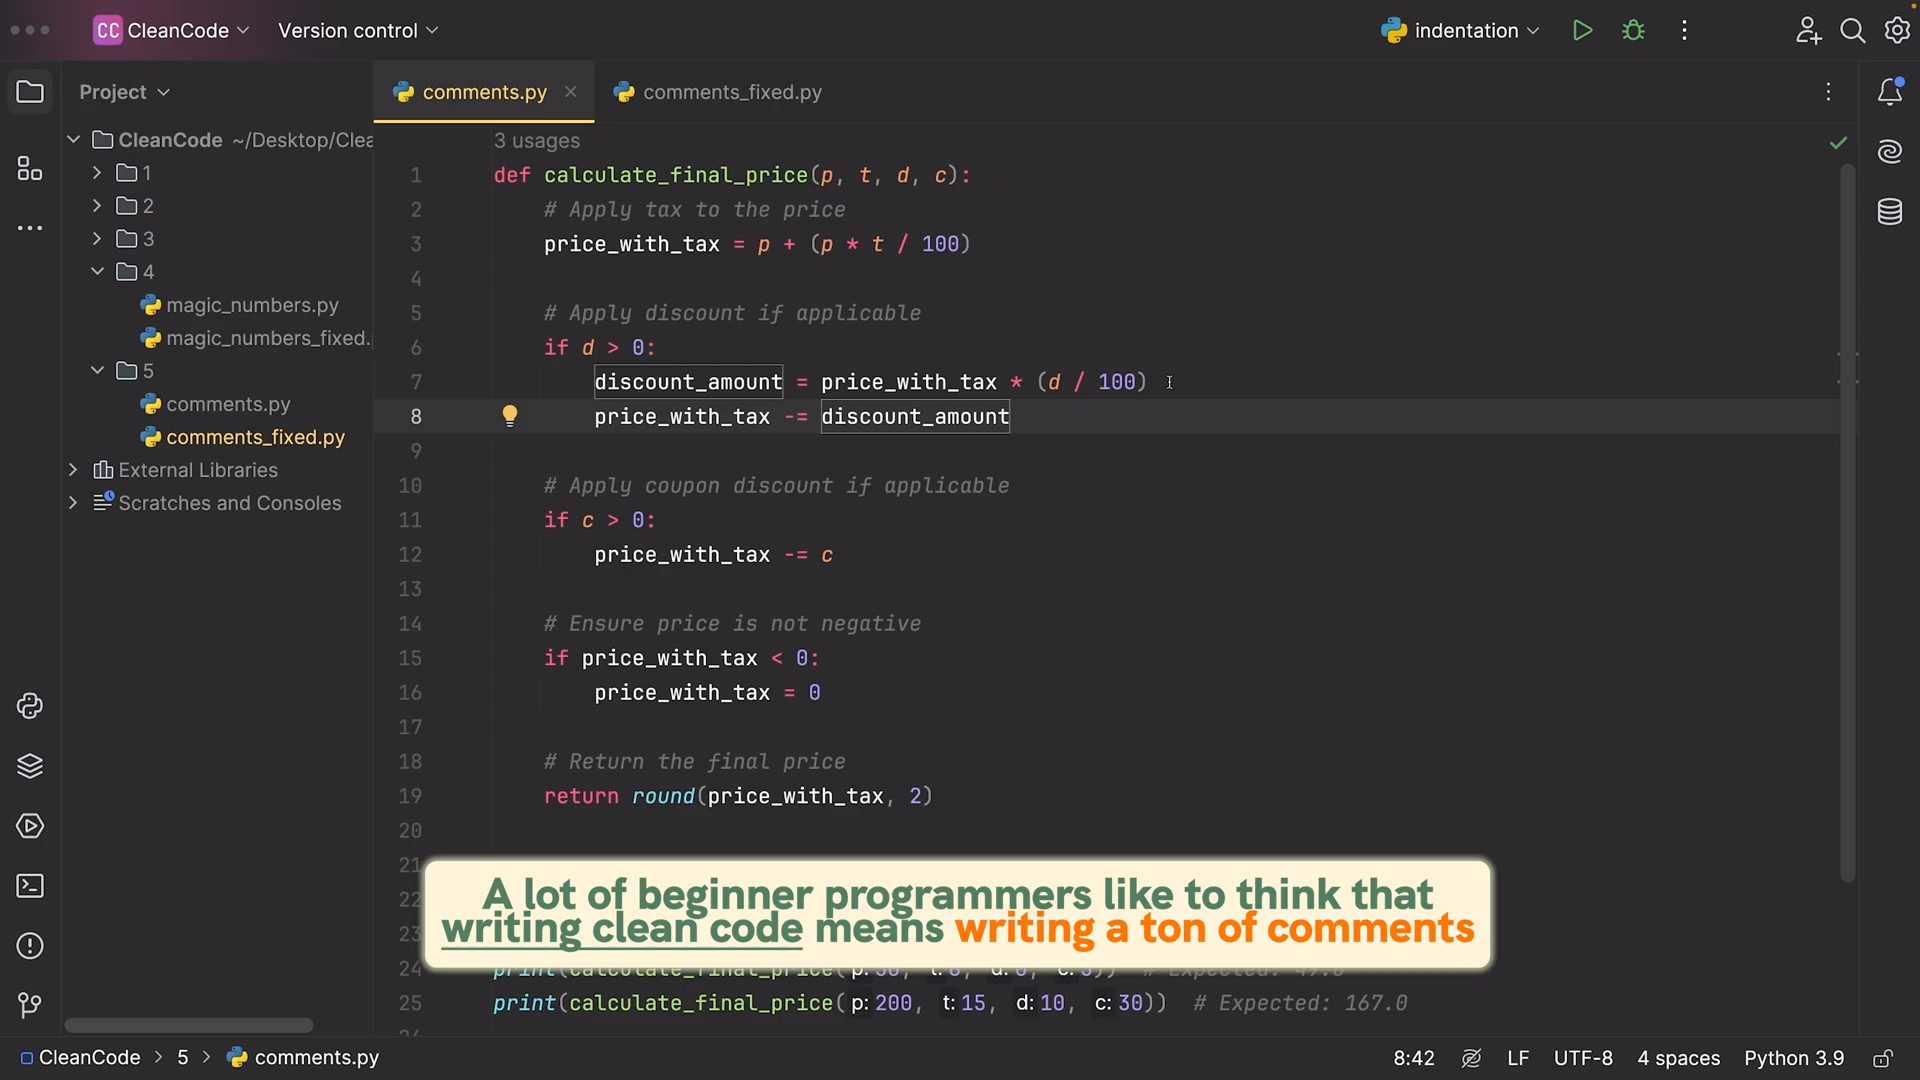 CC CleanCode
Version control
indentation
Project
comments.py
comments_fixed.py
CleanCode ~/Desktop/Clea
1
2
3
4
magic_numbers.py
magic_numbers_fixed.
5
comments.py
comments_fixed.py
External Libraries
Scratches and Consoles
3 usages
1 def calculate_final_price(p, t, d, c):
2 # Apply tax to the price
3 price_with_tax = p + (p * t / 100)
4
5 # Apply discount if applicable
6 if d > 0:
7 discount_amount = price_with_tax * (d / 100)
8 price_with_tax -= discount_amount
9
10 # Apply coupon discount if applicable
11 if c > 0:
12 price_with_tax -= c
13
14 # Ensure price is not negative
15 if price_with_tax < 0:
16 price_with_tax = 0
17
18 # Return the final price
19 return round(price_with_tax, 2)
20
21
22
23
A lot of beginner programmers like to think that
writing clean code means writing a ton of comments
24 print(calculate_final_price(
25 print(calculate_final_price( p: 200, t: 15, d: 10, c: 30)) # Expected: 167.0
CleanCode > 5 > comments.py
8:42 LF UTF-8 4 spaces Python 3.9